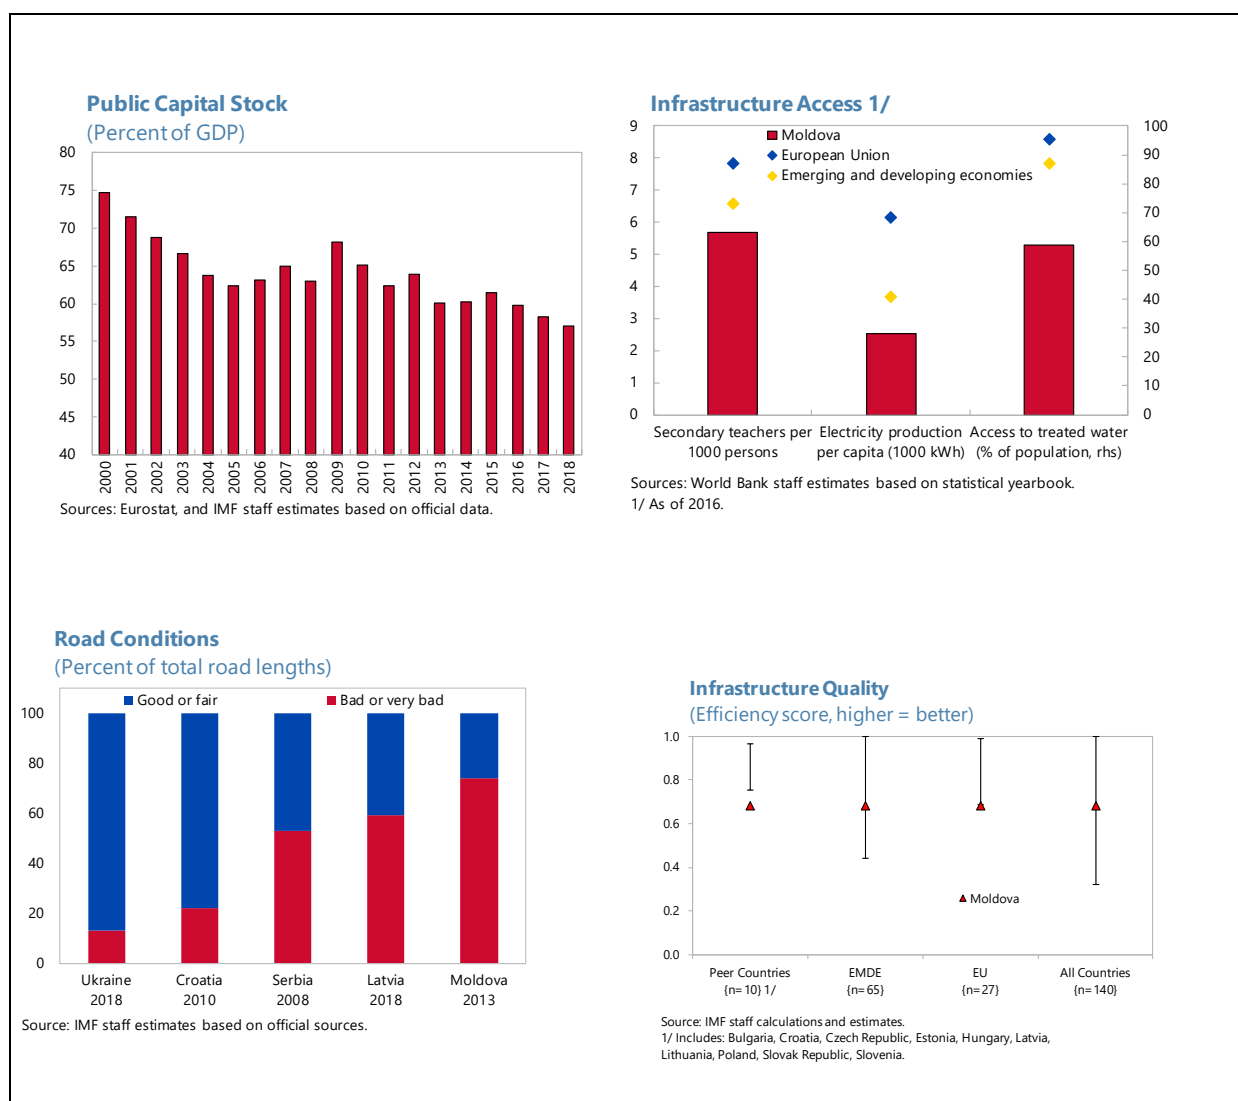 Public Capital Stock
(Percent of GDP)
80
75
70
65
60
55
50
45
40
2000
2001
2002
2003
2004
2005
2006
2007
2008
2009
2010
2011
2012
2013
2014
2015
2016
2017
2018
Sources: Eurostat, and IMF staff estimates based on official data.
Infrastructure Access 1/
9
8
7
6
5
4
3
2
1
0
Moldova
European Union
Emerging and developing economies
100
90
80
70
60
50
40
30
20
10
0
Secondary teachers per
1000 persons
Electricity production
per capita (1000 kWh)
Access to treated water
(% of population, rhs)
Sources: World Bank staff estimates based on statistical yearbook.
1/ As of 2016.
Road Conditions
(Percent of total road lengths)
Good or fair
Bad or very bad
100
80
60
40
20
0
Ukraine
2018
Croatia
2010
Serbia
2008
Latvia
2018
Moldova
2013
Source: IMF staff estimates based on official sources.
Infrastructure Quality
(Efficiency score, higher = better)
1.0
0.8
0.6
0.4
0.2
0.0
Moldova
Peer Countries
{n=10} 1/
EMDE
{n=65}
EU
{n=27}
All Countries
{n=140}
Source: IMF staff calculations and estimates.
1/ Includes: Bulgaria, Croatia, Czech Republic, Estonia, Hungary, Latvia,
Lithuania, Poland, Slovak Republic, Slovenia.